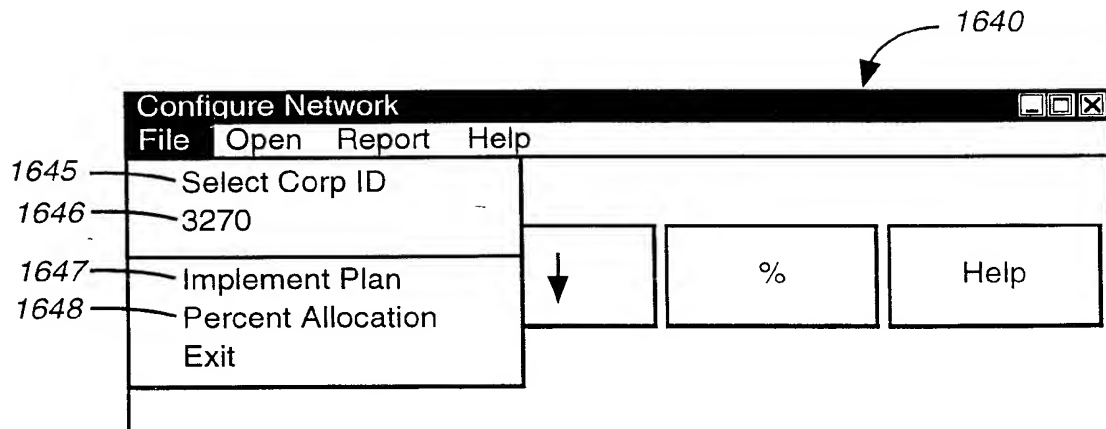 1640
Configure Network
File Open Report Help
1645 Select Corp ID
1646 3270
1647 Implement Plan
1648 Percent Allocation
Exit
% Help